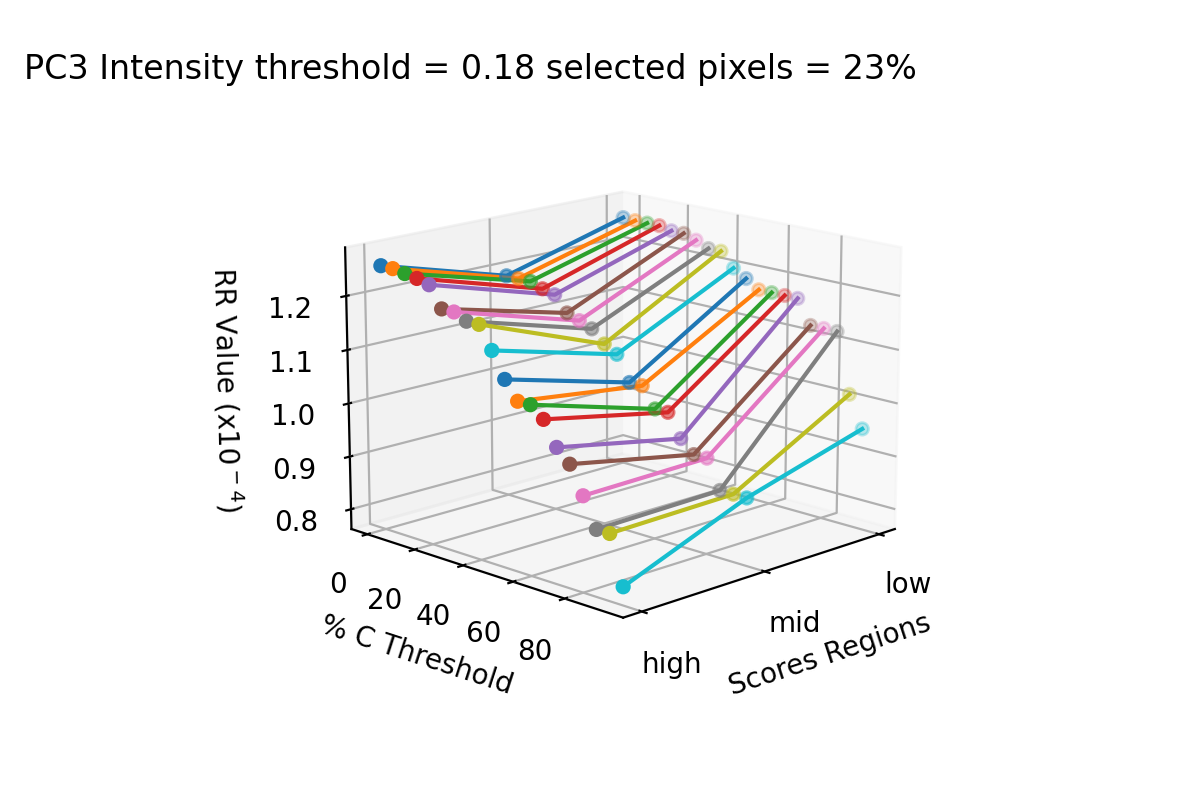 PC3 Intensity threshold = 0.18 selected pixels = 23%
RR Value (x10⁻⁴)
1.2
1.1
1.0
0.9
0.8
0
20
40
60
80
% C Threshold
high
mid
low
Scores Regions